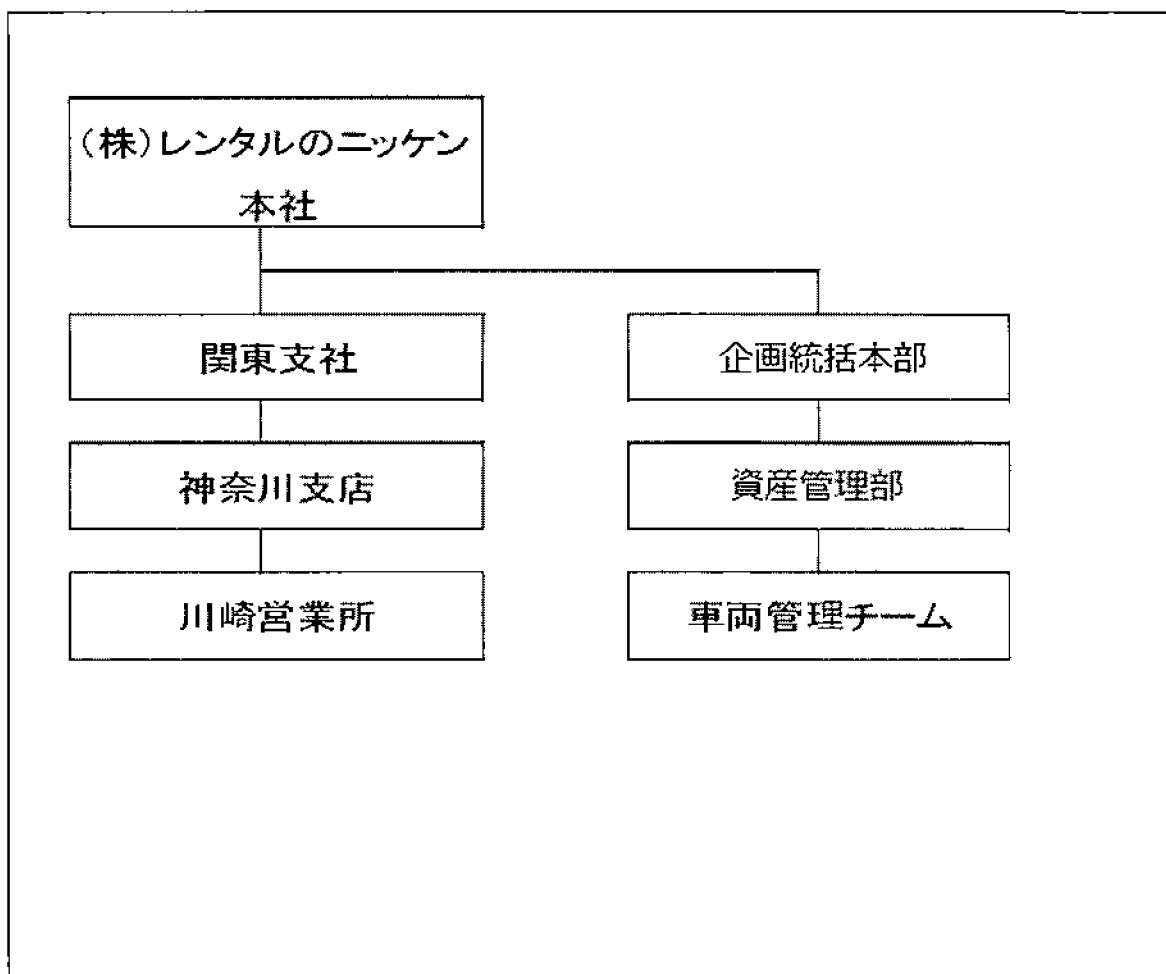 (株)レンタルのニッケン
本社
関東支社
企画統括本部
神奈川支店
資産管理部
川崎営業所
車両管理チーム